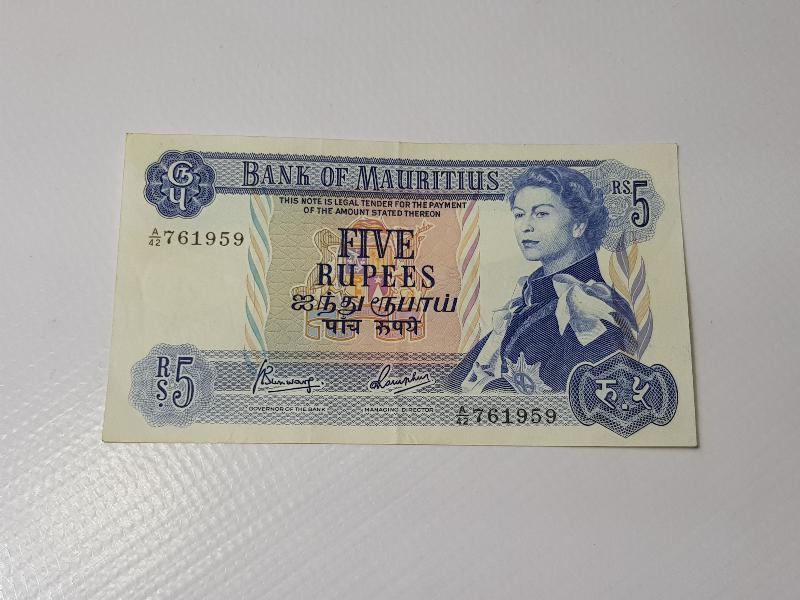 BANK OF MAURITIUS
RS 5
THIS NOTE IS LEGAL TENDER FOR THE PAYMENT
OF THE AMOUNT STATED THEREON
A/42 761959
FIVE
RUPEES
ஐந்து ரூபாய்
पांच रूपये
RS. 5
GOVERNOR OF THE BANK
MANAGING DIRECTOR
A/42 761959
रु. ५